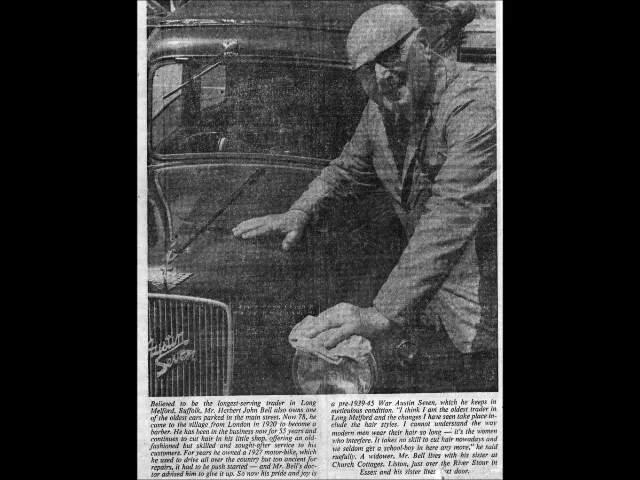 Austin
Seven
Believed to be the longest-serving trader in Long
Melford, Suffolk, Mr. Herbert John Bell also owns one
of the oldest cars parked in the main street. Now 78, he
came to the village from London in 1920 to become a
barber. He has been in the business now for 55 years and
continues to cut hair in his little shop, offering an old-
fashioned but skilled and sought-after service to his
customers. For years he owned a 1927 motor-bike, which
he used to drive all over the country but too ancient for
repairs, it had to be push started — and Mr. Bell's doc-
tor advised him to give it up. So now his pride and joy is
a pre-1939-45 War Austin Seven, which he keeps in
meticulous condition. "I think I am the oldest trader in
Long Melford and the changes I have seen take place in-
clude the hair styles. I cannot understand the way
modern men wear their hair so long — it's the women
who interfere. It takes no skill to cut hair nowadays and
we seldom get a school-boy in here any more," he said
ruefully. A widower, Mr. Bell lives with his sister at
Church Cottages, Liston, just over the River Stour in
Essex and his sister lives at door.